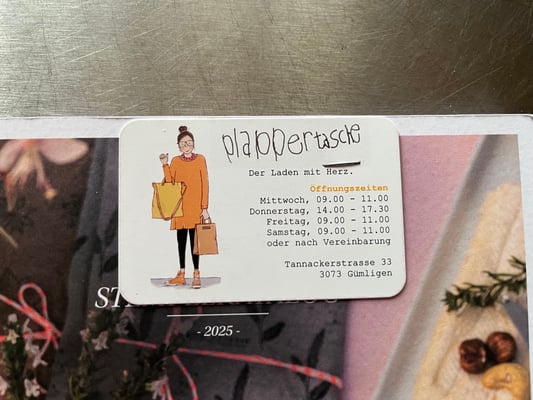 plappertasche
Der Laden mit Herz.
Öffnungszeiten
Mittwoch, 09.00 - 11.00
Donnerstag, 14.00 - 17.30
Freitag, 09.00 - 11.00
Samstag, 09.00 - 11.00
oder nach Vereinbarung
Tannackerstrasse 33
3073 Gümligen
- 2025 -